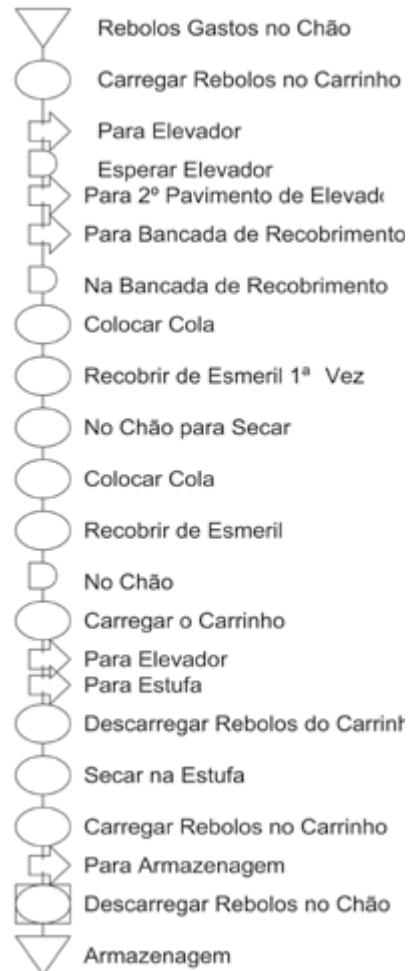 Rebolos Gastos no Chão
Carregar Rebolos no Carrinho
Para Elevador
Esperar Elevador
Para 2º Pavimento de Elevad
Para Bancada de Recobrimento
Na Bancada de Recobrimento
Colocar Cola
Recobrir de Esmeril 1ª Vez
No Chão para Secar
Colocar Cola
Recobrir de Esmeril
No Chão
Carregar o Carrinho
Para Elevador
Para Estufa
Descarregar Rebolos do Carrinh
Secar na Estufa
Carregar Rebolos no Carrinho
Para Armazenagem
Descarregar Rebolos no Chão
Armazenagem